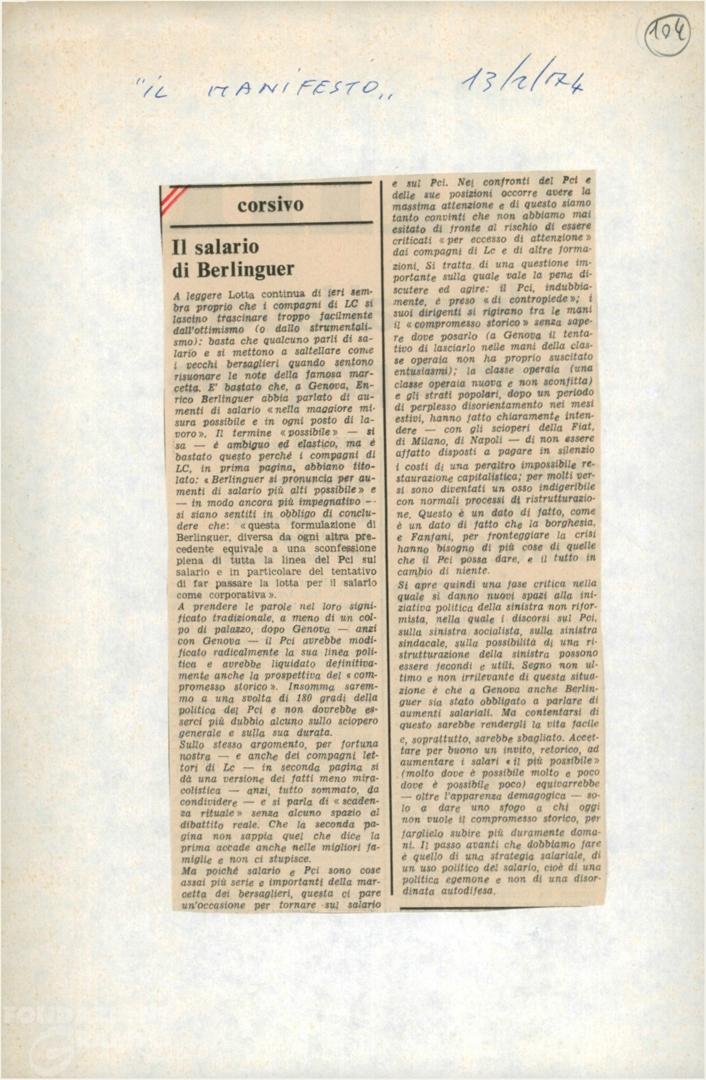 104
"IL MANIFESTO„ 13/2/74
corsivo
Il salario
di Berlinguer
A leggere Lotta continua di ieri sem-
bra proprio che i compagni di LC si
lascino trascinare troppo facilmente
dall'ottimismo (o dallo strumentali-
smo): basta che qualcuno parli di sa-
lario e si mettono a saltellare come
i vecchi bersaglieri quando sentono
risuonare le note della famosa mar-
cetta. E' bastato che, a Genova, En-
rico Berlinguer abbia parlato di au-
menti di salario «nella maggiore mi-
sura possibile e in ogni posto di la-
voro». Il termine «possibile» — si
sa — è ambiguo ed elastico, ma è
bastato questo perché i compagni di
LC, in prima pagina, abbiano tito-
lato: «Berlinguer si pronuncia per au-
menti di salario più alti possibile» e
— in modo ancora più impegnativo —
si siano sentiti in obbligo di conclu-
dere che: «questa formulazione di
Berlinguer, diversa da ogni altra pre-
cedente equivale a una sconfessione
piena di tutta la linea del Pci sul
salario e in particolare del tentativo
di far passare la lotta per il salario
come corporativa».
A prendere le parole nel loro signi-
ficato tradizionale, a meno di un col-
po di palazzo, dopo Genova — anzi
con Genova — il Pci avrebbe modi-
ficato radicalmente la sua linea poli-
tica e avrebbe liquidato definitiva-
mente anche la prospettiva del «com-
promesso storico». Insomma sarem-
mo a una svolta di 180 gradi della
politica del Pci e non dovrebbe es-
serci più dubbio alcuno sullo sciopero
generale e sulla sua durata.
Sullo stesso argomento, per fortuna
nostra — e anche dei compagni let-
tori di Lc — in seconda pagina si
dà una versione dei fatti meno mira-
colistica — anzi, tutto sommato, da
condividere — e si parla di «scaden-
za rituale» senza alcuno spazio al
dibattito reale. Che la seconda pa-
gina non sappia quel che dice la
prima accade anche nelle migliori fa-
miglie e non ci stupisce.
Ma poiché salario e Pci sono cose
assai più serie e importanti della mar-
cetta dei bersaglieri, questa ci pare
un'occasione per tornare sul salario
e sul Pci. Nei confronti del Pci e
delle sue posizioni occorre avere la
massima attenzione e di questo siamo
tanto convinti che non abbiamo mai
esitato di fronte al rischio di essere
criticati «per eccesso di attenzione»
dai compagni di Lc e di altre forma-
zioni. Si tratta di una questione im-
portante sulla quale vale la pena di-
scutere ed agire: il Pci, indubbia-
mente, è preso «di contropiede»; i
suoi dirigenti si rigirano tra le mani
il «compromesso storico» senza sape-
re dove posarlo (a Genova il tenta-
tivo di lasciarlo nelle mani della clas-
se operaia non ha proprio suscitato
entusiasmi); la classe operaia (una
classe operaia nuova e non sconfitta)
e gli strati popolari, dopo un periodo
di perplesso disorientamento nei mesi
estivi, hanno fatto chiaramente inten-
dere — con gli scioperi della Fiat,
di Milano, di Napoli — di non essere
affatto disposti a pagare in silenzio
i costi di una peraltro impossibile re-
staurazione capitalistica; per molti ver-
si sono diventati un osso indigeribile
con normali processi di ristrutturazio-
ne. Questo è un dato di fatto, come
è un dato di fatto che la borghesia,
e Fanfani, per fronteggiare la crisi
hanno bisogno di più cose di quelle
che il Pci possa dare, e il tutto in
cambio di niente.
Si apre quindi una fase critica nella
quale si danno nuovi spazi alla ini-
ziativa politica della sinistra non rifor-
mista, nella quale i discorsi sul Pci,
sulla sinistra socialista, sulla sinistra
sindacale, sulla possibilità di una ri-
strutturazione della sinistra possono
essere fecondi e utili. Segno non ul-
timo e non irrilevante di questa situa-
zione è che a Genova anche Berlin-
guer sia stato obbligato a parlare di
aumenti salariali. Ma contentarsi di
questo sarebbe rendergli la vita facile
e, soprattutto, sarebbe sbagliato. Accet-
tare per buono un invito, retorico, ad
aumentare i salari «il più possibile»
(molto dove è possibile molto e poco
dove è possibile poco) equivarrebbe
— oltre l'apparenza demagogica — so-
lo a dare uno sfogo a chi oggi
non vuole il compromesso storico, per
farglielo subire più duramente doma-
ni. Il passo avanti che dobbiamo fare
è quello di una strategia salariale, di
un uso politico del salario, cioè di una
politica egemone e non di una disor-
dinata autodifesa.